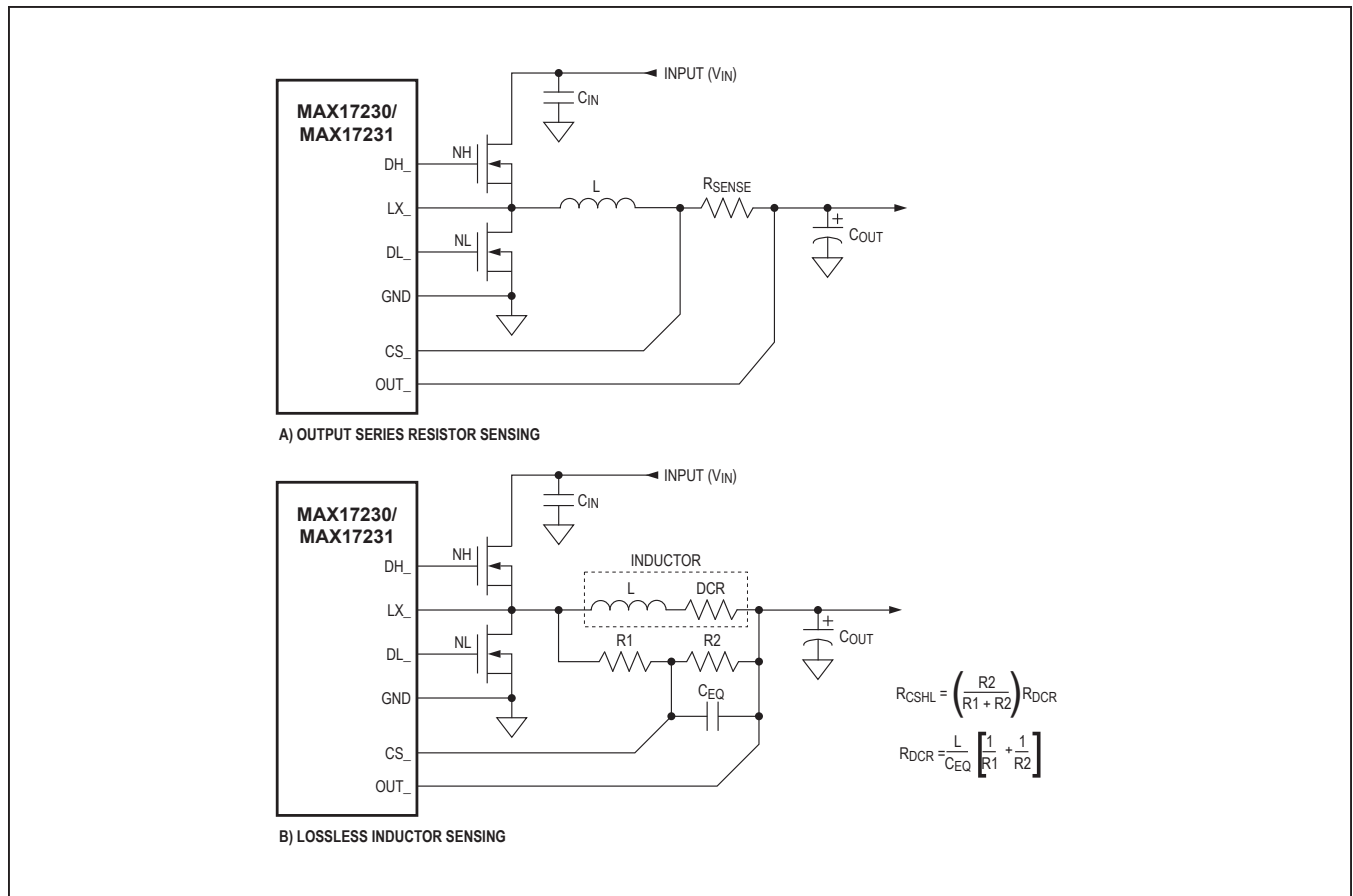 INPUT (VIN)
CIN
MAX17230/
MAX17231
NH
DH_
L
RSENSE
LX_
NL
DL_
+
COUT
GND
CS_
OUT_
A) OUTPUT SERIES RESISTOR SENSING
INPUT (VIN)
CIN
MAX17230/
MAX17231
NH
DH_
INDUCTOR
L
DCR
LX_
NL
DL_
R1
R2
+
COUT
GND
CEQ
CS_
OUT_
RCSHL = (R2 / R1 + R2) RDCR
RDCR = L / CEQ [1 / R1 + 1 / R2]
B) LOSSLESS INDUCTOR SENSING